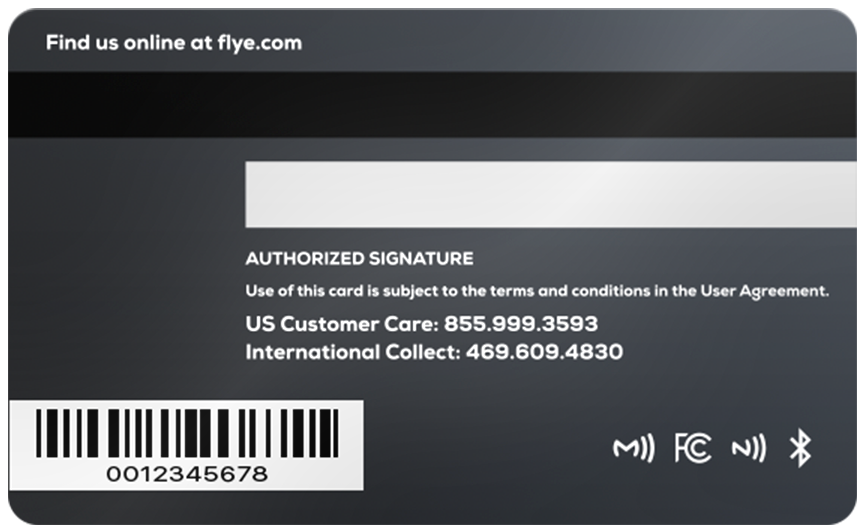 Find us online at flye.com
AUTHORIZED SIGNATURE
Use of this card is subject to the terms and conditions in the User Agreement.
US Customer Care: 855.999.3593
International Collect: 469.609.4830
0012345678
M FC N